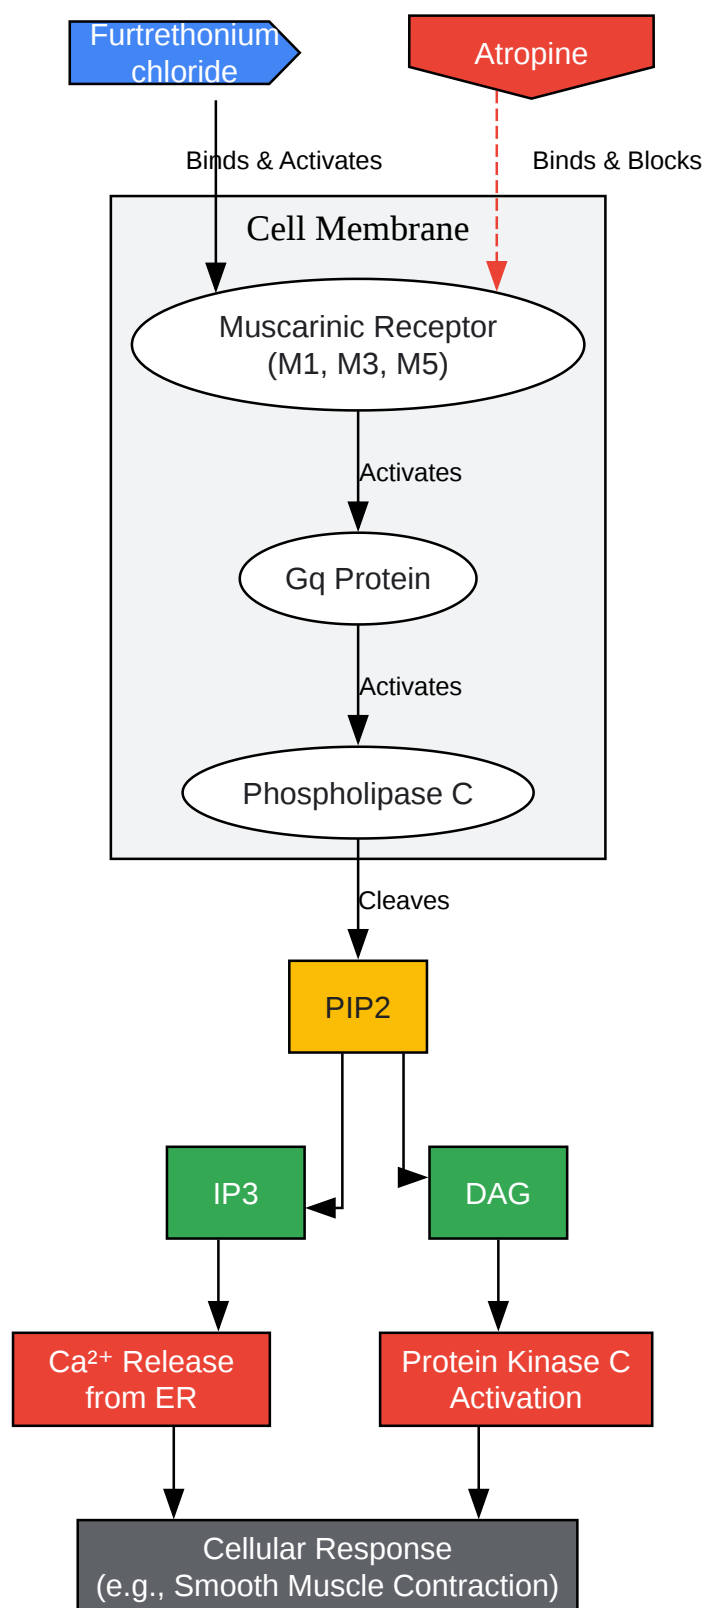 Furtrethonium
chloride
Atropine
Binds & Activates
Binds & Blocks
Cell Membrane
Muscarinic Receptor
(M1, M3, M5)
Activates
Gq Protein
Activates
Phospholipase C
Cleaves
PIP2
IP3
DAG
Ca²⁺ Release
from ER
Protein Kinase C
Activation
Cellular Response
(e.g., Smooth Muscle Contraction)